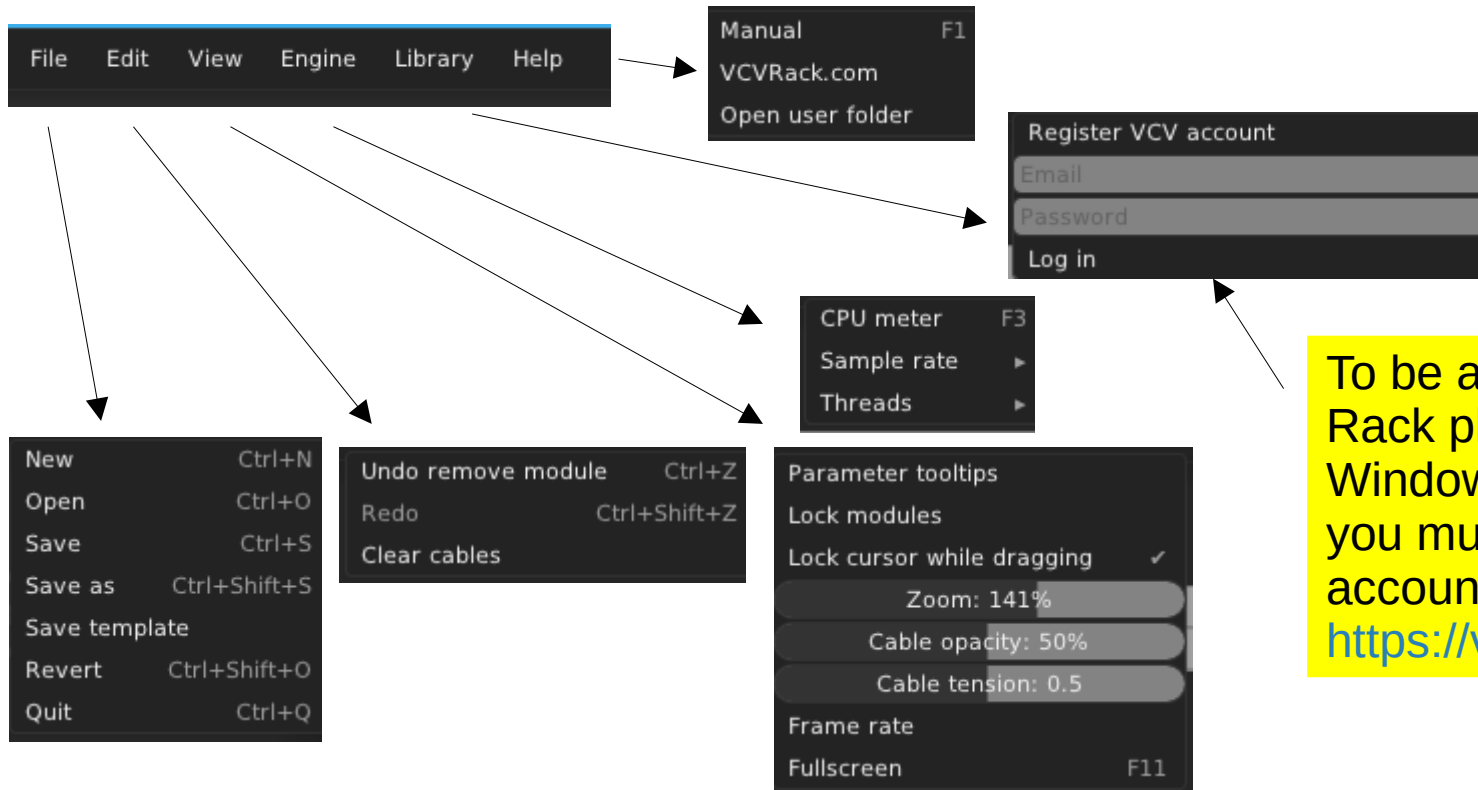 File Edit View Engine Library Help
Manual F1
VCVRack.com
Open user folder
Register VCV account
Email
Password
Log in
CPU meter F3
Sample rate ▸
Threads ▸
New Ctrl+N
Open Ctrl+O
Save Ctrl+S
Save as Ctrl+Shift+S
Save template
Revert Ctrl+Shift+O
Quit Ctrl+Q
Undo remove module Ctrl+Z
Redo Ctrl+Shift+Z
Clear cables
Parameter tooltips
Lock modules
Lock cursor while dragging ✔
Zoom: 141%
Cable opacity: 50%
Cable tension: 0.5
Frame rate
Fullscreen F11
To be
Rack
you
https://